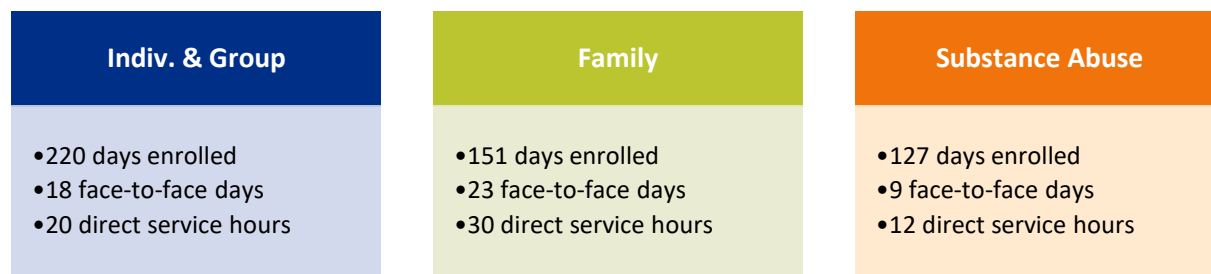 Indiv. & Group
•220 days enrolled
•18 face-to-face days
•20 direct service hours
Family
•151 days enrolled
•23 face-to-face days
•30 direct service hours
Substance Abuse
•127 days enrolled
•9 face-to-face days
•12 direct service hours